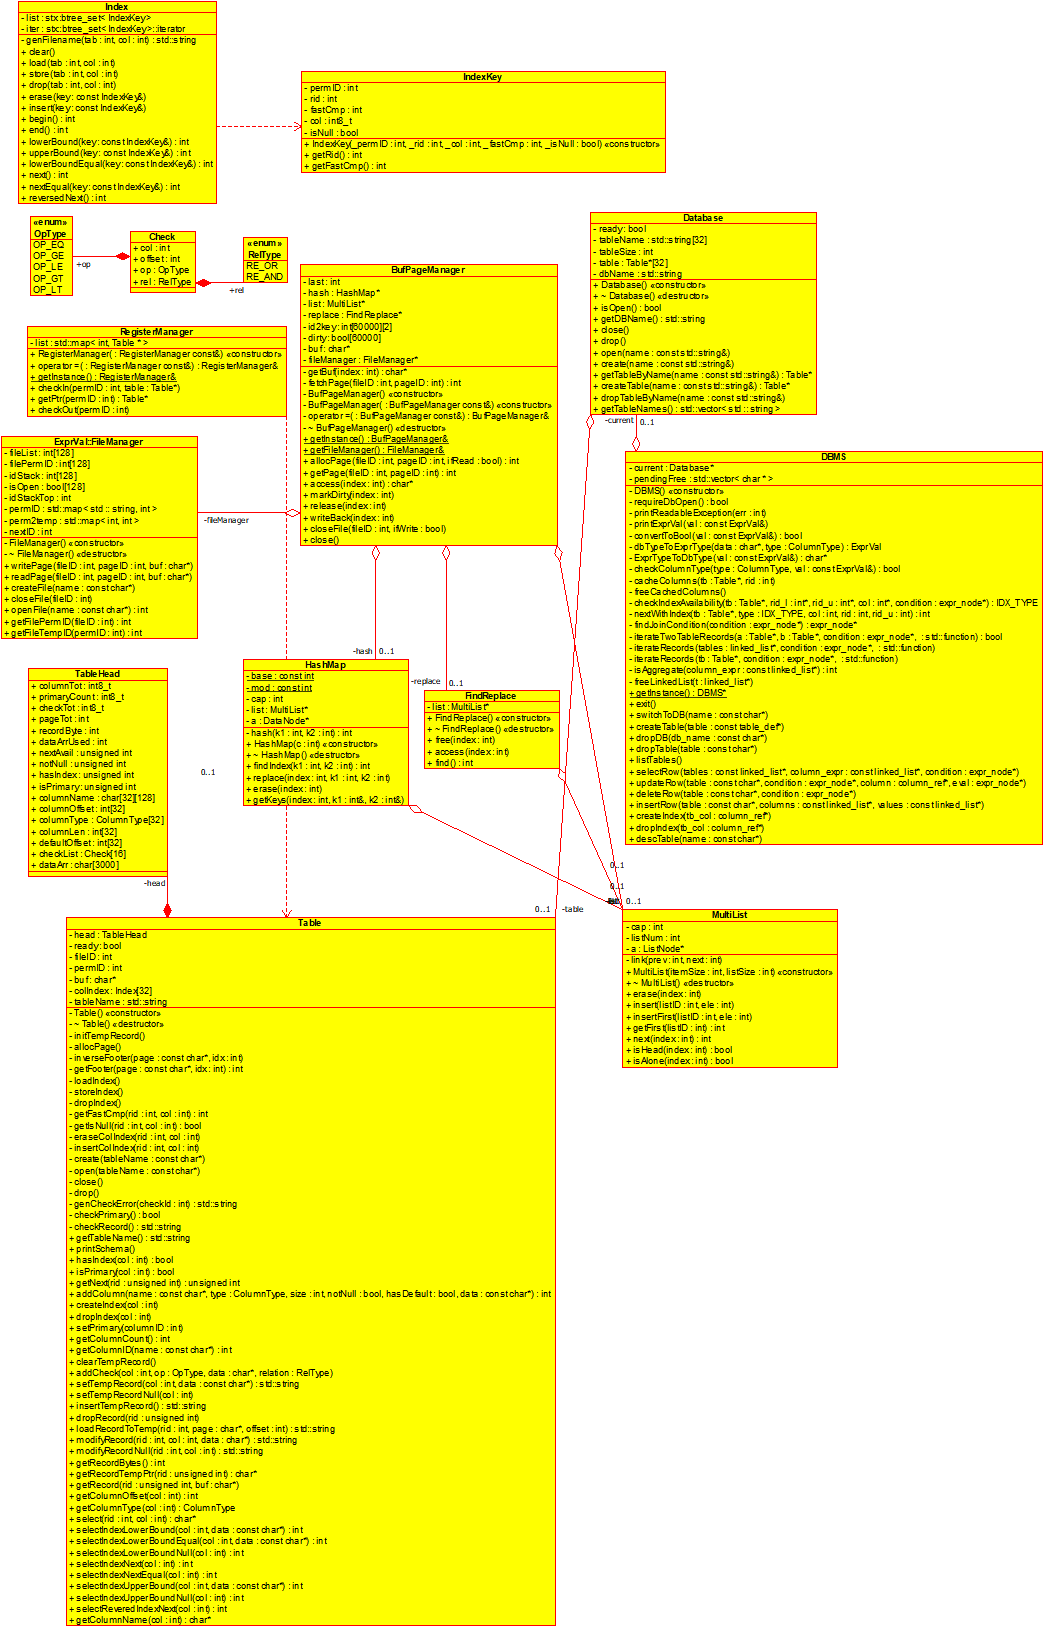 Index
- list : stx::btree_set< IndexKey>
- iter : stx::btree_set< IndexKey>::iterator
- genFilename(tab : int, col : int) : std::string
+ clear()
+ load(tab : int, col : int)
+ store(tab : int, col : int)
+ drop(tab : int, col : int)
+ erase(key: const IndexKey&)
+ insert(key: const IndexKey&)
+ begin() : int
+ end() : int
+ lowerBound(key: const IndexKey&) : int
+ upperBound(key: const IndexKey&) : int
+ lowerBoundEqual(key: const IndexKey&) : int
+ next() : int
+ nextEqual(key: const IndexKey&) : int
+ reversedNext() : int
IndexKey
- permID : int
- rid : int
- fastCmp : int
- col : int8_t
- isNull : bool
+ IndexKey(_permID : int, _rid : int, _col : int, _fastCmp : int, _isNull : bool) «constructor»
+ getRid() : int
+ getFastCmp() : int
«enum»
OpType
OP_EQ
OP_GE
OP_LE
OP_GT
OP_LT
+op
Check
+ col : int
+ offset : int
+ op : OpType
+ rel : RelType
«enum»
RelType
RE_OR
RE_AND
+rel
BufPageManager
- last : int
- hash : HashMap*
- list : MultiList*
- replace : FindReplace*
- id2key: int[60000][2]
- dirty: bool[60000]
- buf : char*
- fileManager : FileManager*
- getBuf(index : int) : char*
- fetchPage(fileID : int, pageID : int) : int
- BufPageManager() «constructor»
- BufPageManager( : BufPageManager const&) «constructor»
- operator =( : BufPageManager const&) : BufPageManager&
- ~ BufPageManager() «destructor»
+ getInstance() : BufPageManager&
+ getFileManager() : FileManager&
+ allocPage(fileID : int, pageID : int, ifRead : bool) : int
+ getPage(fileID : int, pageID : int) : int
+ access(index : int) : char*
+ markDirty(index : int)
+ release(index : int)
+ writeBack(index : int)
+ closeFile(fileID : int, ifWrite : bool)
+ close()
Database
- ready: bool
- tableName : std::string[32]
- tableSize : int
- table : Table*[32]
- dbName : std::string
+ Database() «constructor»
+ ~ Database() «destructor»
+ isOpen() : bool
+ getDBName() : std::string
+ close()
+ drop()
+ open(name : const std::string&)
+ create(name : const std::string&)
+ getTableByName(name : const std::string&) : Table*
+ createTable(name : const std::string&) : Table*
+ dropTableByName(name : const std::string&)
+ getTableNames() : std::vector< std::string >
-current
0..1
RegisterManager
- list : std::map< int, Table * >
+ RegisterManager( : RegisterManager const&) «constructor»
+ operator =( : RegisterManager const&) : RegisterManager&
+ getInstance() : RegisterManager&
+ checkIn(permID : int, table : Table*)
+ getPtr(permID : int) : Table*
+ checkOut(permID : int)
ExprVal::FileManager
- fileList : int[128]
- filePermID : int[128]
- idStack : int[128]
- isOpen : bool[128]
- idStackTop : int
- permID : std::map< std :: string, int >
- perm2temp : std::map< int, int >
- nextID : int
- FileManager() «constructor»
- ~ FileManager() «destructor»
+ writePage(fileID : int, pageID : int, buf : char*)
+ readPage(fileID : int, pageID : int, buf : char*)
+ createFile(name : const char*)
+ closeFile(fileID : int)
+ openFile(name : const char*) : int
+ getFilePermID(fileID : int) : int
+ getFileTempID(permID : int) : int
-fileManager
DBMS
- current : Database*
- pendingFree : std::vector< char * >
- DBMS() «constructor»
- requireDbOpen() : bool
- printReadableException(err : int)
- printExprVal(val : const ExprVal&)
- convertToBool(val : const ExprVal&) : bool
- dbTypeToExprType(data : char*, type : ColumnType) : ExprVal
- ExprTypeToDbType(val : const ExprVal&) : char*
- checkColumnType(type : ColumnType, val : const ExprVal&) : bool
- cacheColumns(tb : Table*, rid : int)
- freeCachedColumns()
- checkIndexAvailability(tb : Table*, rid_l : int*, rid_u : int*, col : int*, condition : expr_node*) : IDX_TYPE
- nextWithIndex(tb : Table*, type : IDX_TYPE, col : int, rid : int, rid_u : int) : int
- findJoinCondition(condition : expr_node*) : expr_node*
- iterateTwoTableRecords(a : Table*, b : Table*, condition : expr_node*, : std::function) : bool
- iterateRecords(tables : linked_list*, condition : expr_node*, : std::function)
- iterateRecords(tb : Table*, condition : expr_node*, : std::function)
- isAggregate(column_expr : expr_node*) : int
- freeLinkedList(t : linked_list*)
+ getInstance() : DBMS*
+ exit()
+ switchToDB(name : const char*)
+ createTable(table : const table_def*)
+ dropDB(db_name : const char*)
+ dropTable(table : const char*)
+ listTables()
+ selectRow(tables : const linked_list*, column_expr : const linked_list*, condition : expr_node*)
+ updateRow(table : const char*, condition : expr_node*, column : column_ref*, eval : expr_node*)
+ deleteRow(table : const char*, condition : expr_node*)
+ insertRow(table : const char*, columns : const linked_list*, values : const linked_list*)
+ createIndex(tb_col : column_ref*)
+ dropIndex(tb_col : column_ref*)
+ descTable(name : const char*)
-hash
0..1
-replace
0..1
HashMap
- base : const int
- mod : const int
- cap : int
- list : MultiList*
- a : DataNode*
- hash(k1 : int, k2 : int) : int
+ HashMap(c : int) «constructor»
+ ~ HashMap() «destructor»
+ findIndex(k1 : int, k2 : int) : int
+ replace(index : int, k1 : int, k2 : int)
+ erase(index : int)
+ getKeys(index : int, k1 : int&, k2 : int&)
FindReplace
- list : MultiList*
+ FindReplace() «constructor»
+ ~ FindReplace() «destructor»
+ free(index : int)
+ access(index : int)
+ find() : int
TableHead
+ columnTot : int8_t
+ primaryCount : int8_t
+ checkTot : int8_t
+ pageTot : int
+ recordByte : int
+ dataArrUsed : int
+ nextAvail : unsigned int
+ notNull : unsigned int
+ hasIndex : unsigned int
+ isPrimary: unsigned int
+ columnName : char[32][128]
+ columnOffset : int[32]
+ columnType : ColumnType[32]
+ columnLen : int[32]
+ defaultOffset : int[32]
+ checkList : Check[16]
+ dataArr : char[3000]
-head
0..1
0..1
0..1
0..1
0..1
-table
MultiList
- cap : int
- listNum : int
- a : ListNode*
- link(prev: int, next : int)
+ MultiList(itemSize : int, listSize : int) «constructor»
+ ~ MultiList() «destructor»
+ erase(index : int)
+ insert(listID : int, ele : int)
+ insertFirst(listID : int, ele : int)
+ getFirst(listID : int) : int
+ next(index : int) : int
+ isHead(index : int) : bool
+ isAlone(index : int) : bool
Table
- head : TableHead
- ready: bool
- fileID : int
- permID : int
- buf : char*
- colIndex : Index[32]
- tableName : std::string
- Table() «constructor»
- ~ Table() «destructor»
- initTempRecord()
- allocPage()
- inverseFooter(page : const char*, idx : int)
- getFooter(page : const char*, idx : int) : int
- loadIndex()
- storeIndex()
- dropIndex()
- getFastCmp(rid : int, col : int) : int
- getIsNull(rid : int, col : int) : bool
- eraseColIndex(rid : int, col : int)
- insertColIndex(rid : int, col : int)
- create(tableName : const char*)
- open(tableName : const char*)
- close()
- drop()
- genCheckError(checkId : int) : std::string
- checkPrimary() : bool
- checkRecord() : std::string
+ getTableName() : std::string
+ printSchema()
+ hasIndex(col : int) : bool
+ isPrimary(col : int) : bool
+ getNext(rid : unsigned int) : unsigned int
+ addColumn(name : const char*, type : ColumnType, size : int, notNull : bool, hasDefault : bool, data : const char*) : int
+ createIndex(col : int)
+ dropIndex(col : int)
+ setPrimary(columnID : int)
+ getColumnCount() : int
+ getColumnID(name : const char*) : int
+ clearTempRecord()
+ addCheck(col : int, op : OpType, data : char*, relation : RelType)
+ setTempRecord(col : int, data : const char*) : std::string
+ setTempRecordNull(col : int)
+ insertTempRecord() : std::string
+ dropRecord(rid : unsigned int)
+ loadRecordToTemp(rid : int, page : char*, offset : int) : std::string
+ modifyRecord(rid : int, col : int, data : char*) : std::string
+ modifyRecordNull(rid : int, col : int) : std::string
+ getRecordBytes() : int
+ getRecordTempPtr(rid : unsigned int) : char*
+ getRecord(rid : unsigned int, buf : char*)
+ getColumnOffset(col : int) : int
+ getColumnType(col : int) : ColumnType
+ select(rid : int, col : int) : char*
+ selectIndexLowerBound(col : int, data : const char*) : int
+ selectIndexLowerBoundEqual(col : int, data : const char*) : int
+ selectIndexLowerBoundNull(col : int) : int
+ selectIndexNext(col : int) : int
+ selectIndexNextEqual(col : int) : int
+ selectIndexUpperBound(col : int, data : const char*) : int
+ selectIndexUpperBoundNull(col : int) : int
+ selectReveredIndexNext(col : int) : int
+ getColumnName(col : int) : char*